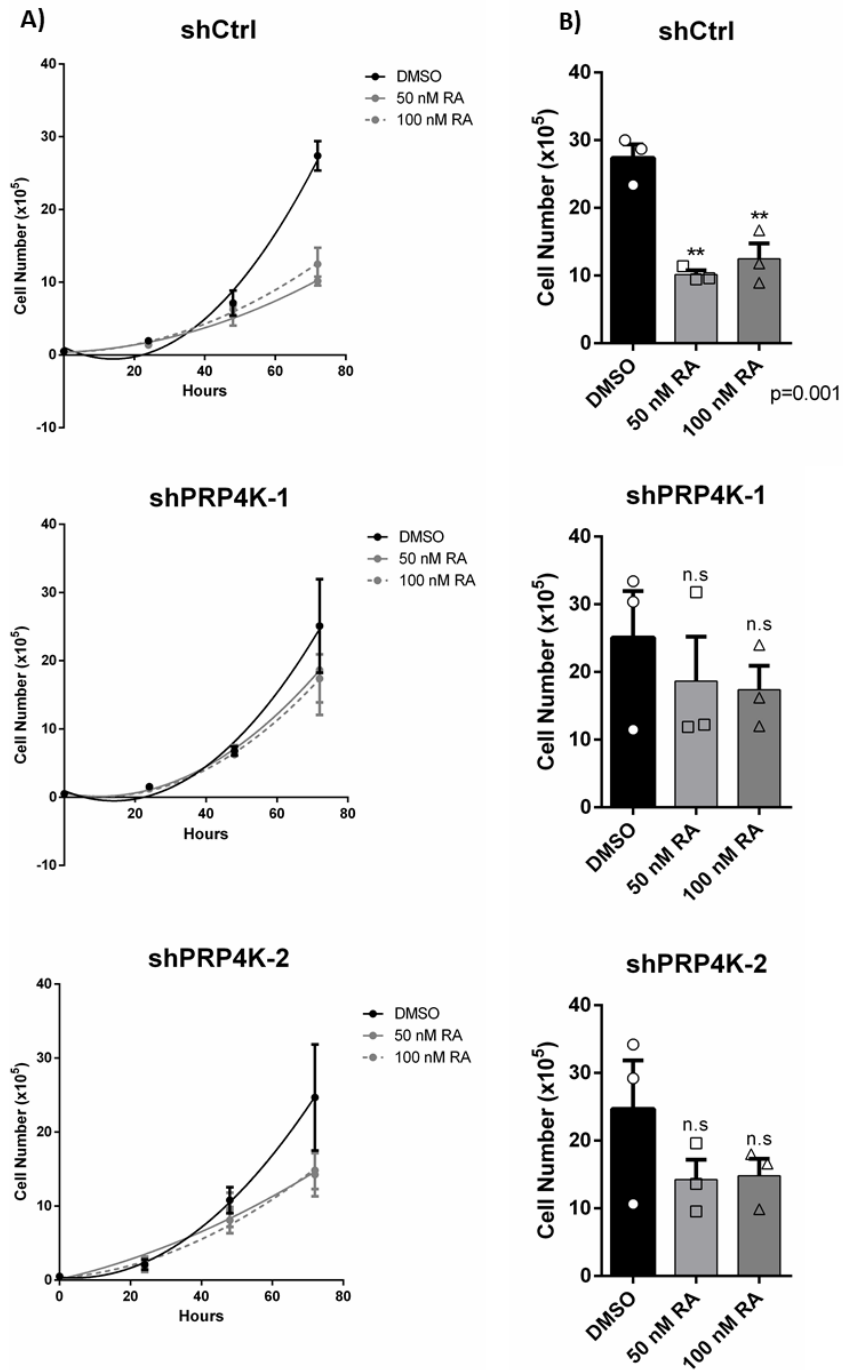 A)
shCtrl
40
30
20
10
0
-10
Cell Number (x10⁵)
20
40
60
80
Hours
DMSO
50 nM RA
100 nM RA
B)
shCtrl
40
30
20
10
0
Cell Number (x10⁵)
**
**
DMSO
50 nM RA
100 nM RA
p=0.001
shPRP4K-1
40
30
20
10
0
-10
Cell Number (x10⁵)
20
40
60
80
Hours
DMSO
50 nM RA
100 nM RA
shPRP4K-1
40
30
20
10
0
Cell Number (x10⁵)
n.s
n.s
DMSO
50 nM RA
100 nM RA
shPRP4K-2
40
30
20
10
0
Cell Number (x10⁵)
0
20
40
60
80
Hours
DMSO
50 nM RA
100 nM RA
shPRP4K-2
40
30
20
10
0
Cell Number (x10⁵)
n.s
n.s
DMSO
50 nM RA
100 nM RA